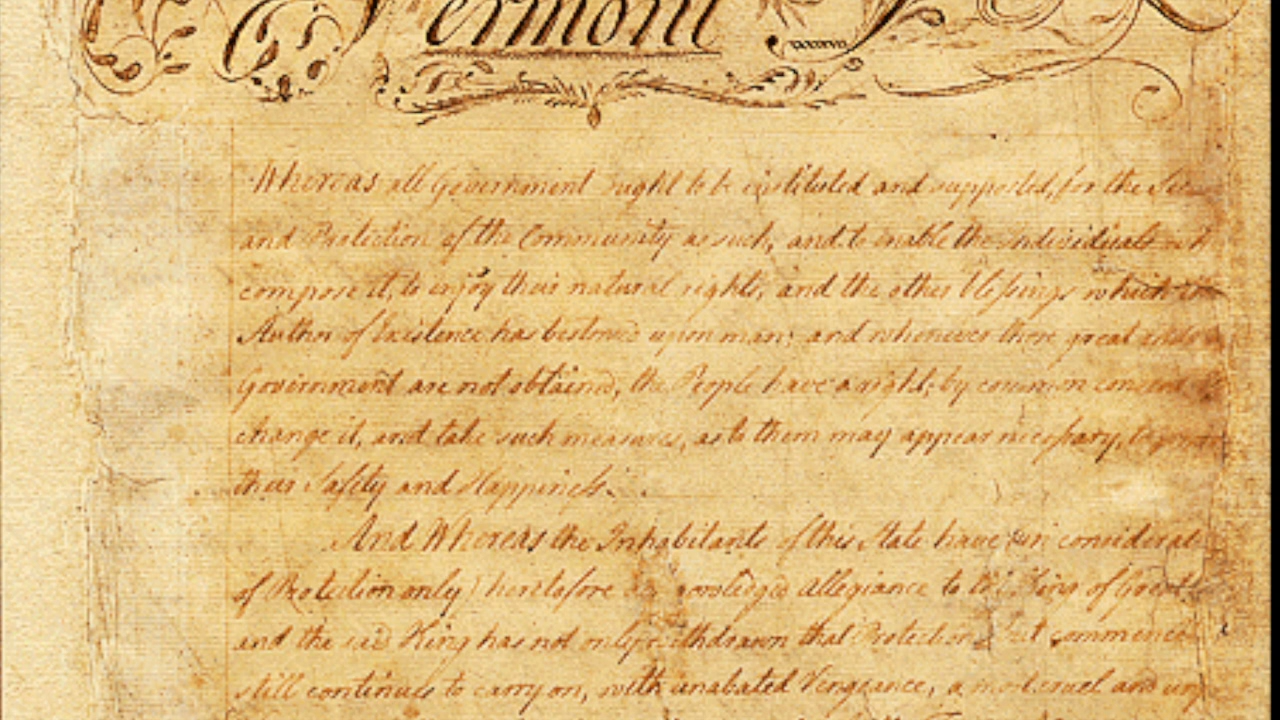 Vermont
Whereas all Government ought to be instituted and supported, for the
and Protection of the Community as such, and to enable the individuals
compose it, to enjoy their natural rights, and the other blessings which the
Author of Existence has bestowed upon man; and whenever those great ends of
Government are not obtained, the People have a right, by common consent to
change it, and take such measures, as to them may appear necessary, to
their Safety and Happiness.
And Whereas the Inhabitants of this State have (in
of Protection only) heretofore allegiance to the King of Great
and the said King has not only withdrawn that Protection, but
still continues to carry on, with unabated Vengeance, a most cruel and